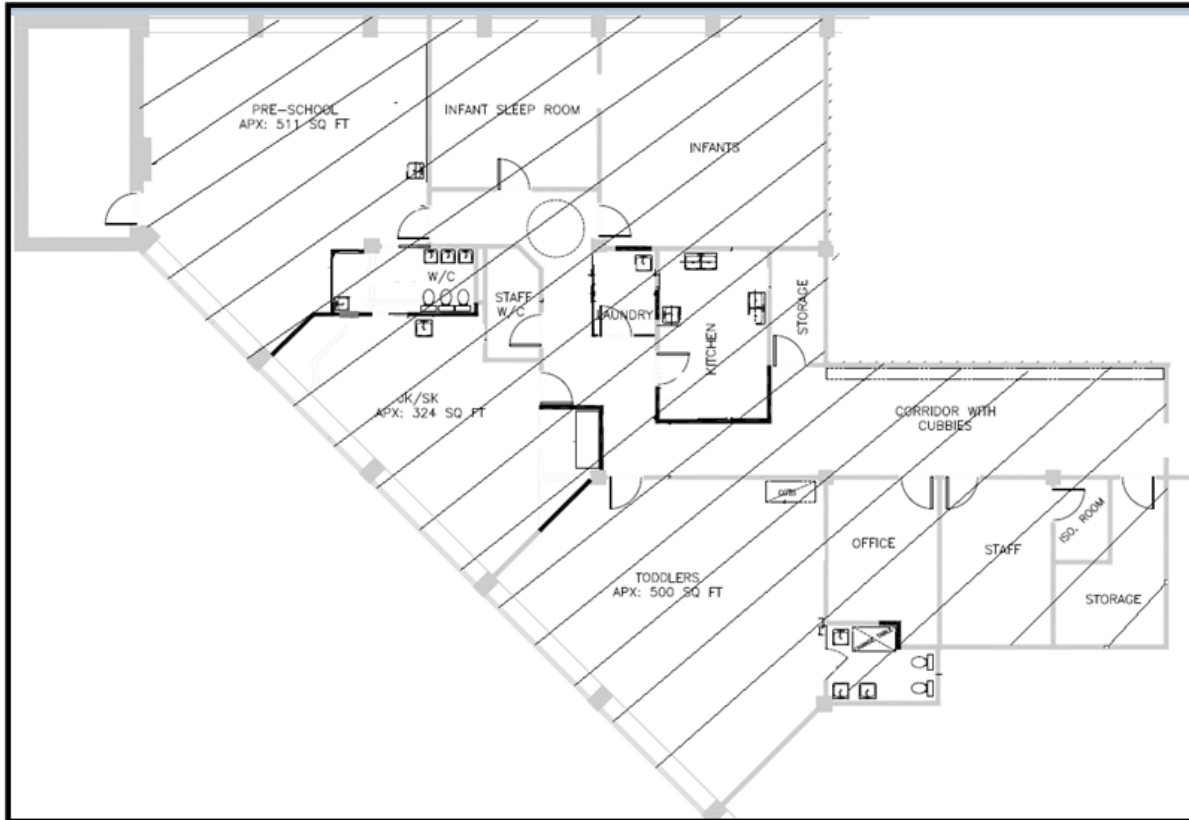 PRE-SCHOOL
APX: 511 SQ FT
INFANT SLEEP ROOM
INFANTS
W/C
STAFF
W/C
LAUNDRY
KITCHEN
STORAGE
JK/SK
APX: 324 SQ FT
CORRIDOR WITH
CUBBIES
TODDLERS
APX: 500 SQ FT
OFFICE
STAFF
ISO. ROOM
STORAGE